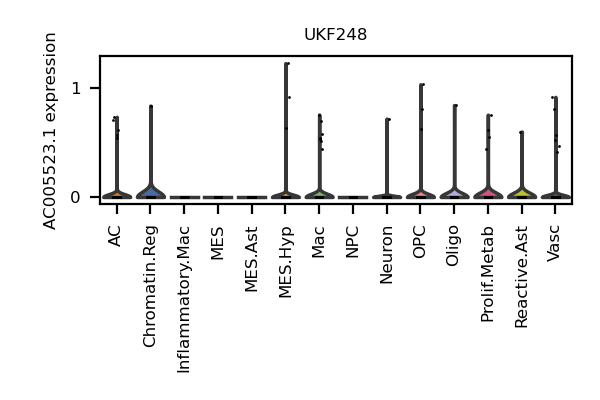 UKF248
AC005523.1 expression
1
0
AC
Chromatin.Reg
Inflammatory.Mac
MES
MES.Ast
MES.Hyp
Mac
NPC
Neuron
OPC
Oligo
Prolif.Metab
Reactive.Ast
Vasc